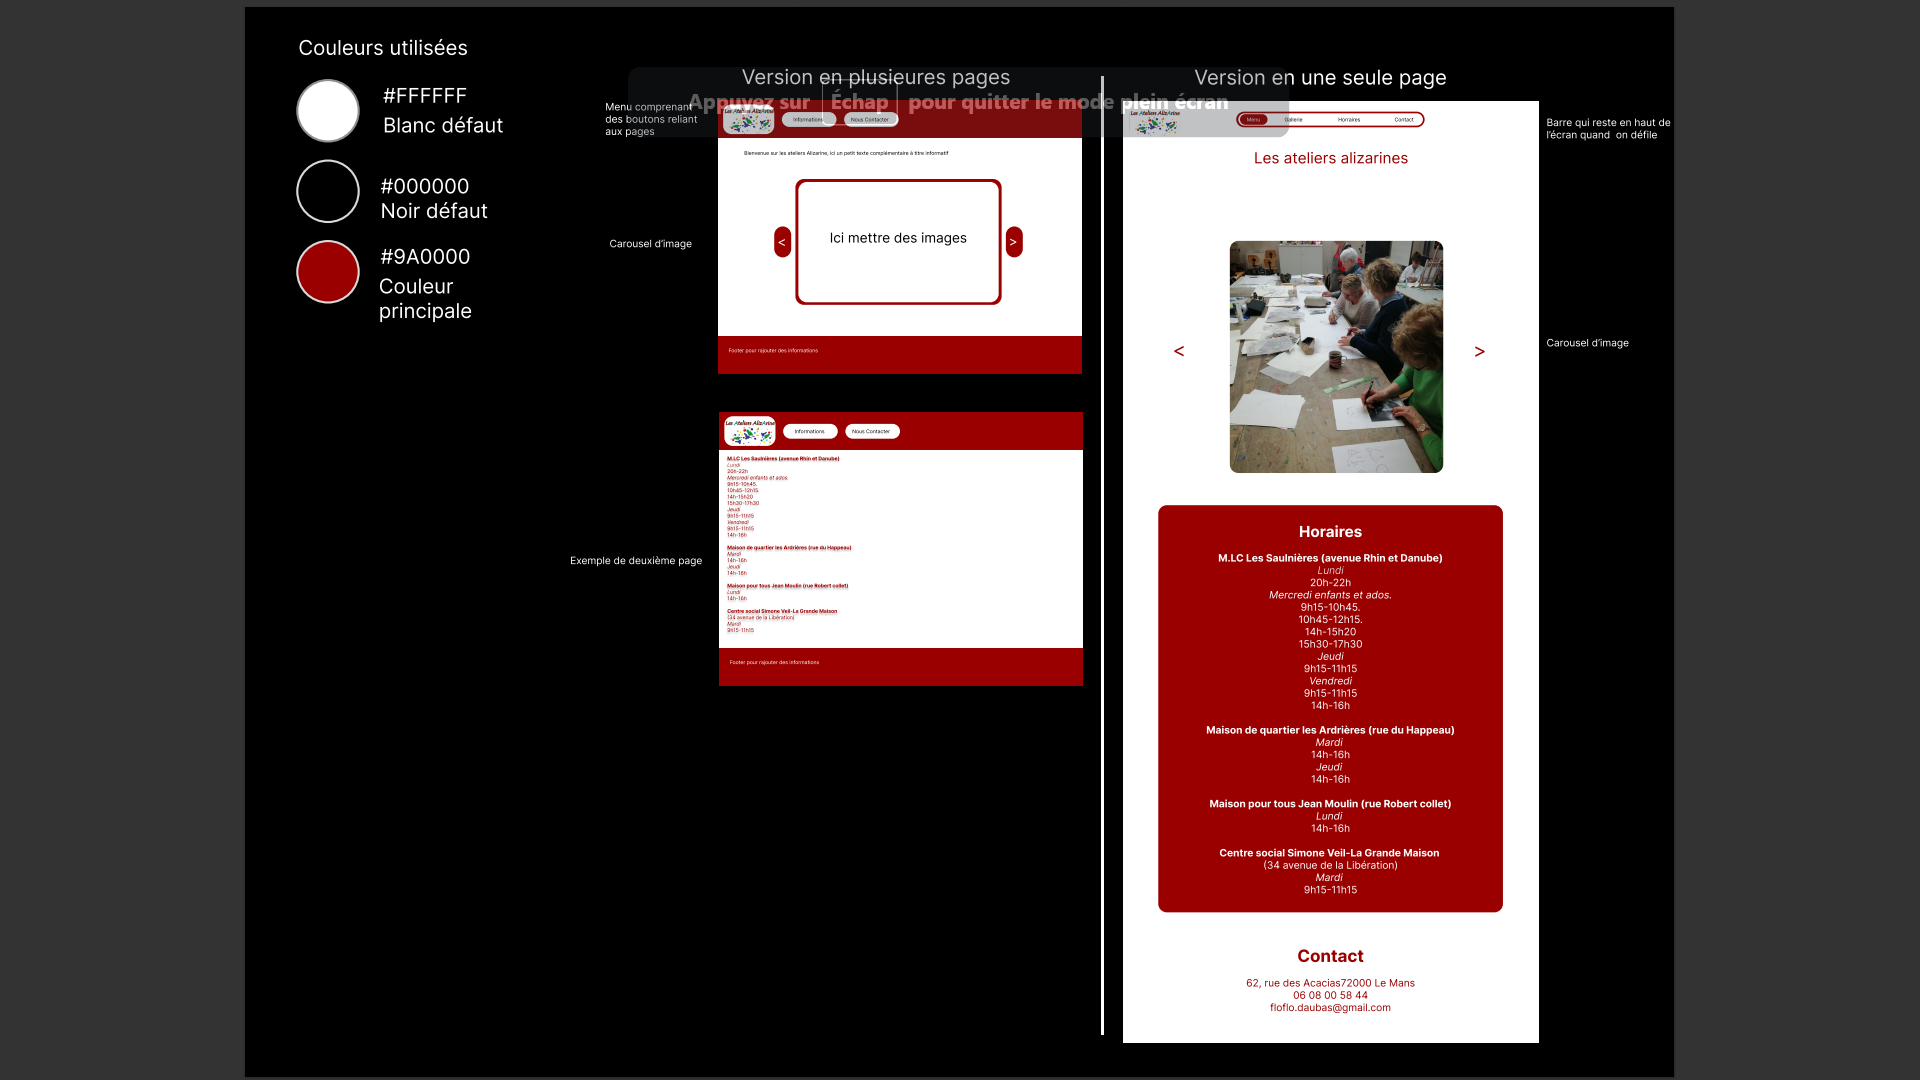 Couleurs utilisées
#FFFFFF
Blanc défaut
#000000
Noir défaut
#9A0000
Couleur
principale
Version en plusieures pages
Appuyez sur Échap pour quitter le mode plein écran
Menu comprenant
des boutons reliant
aux pages
Les Ateliers AlizArine
Informations
Nous Contacter
Bienvenue sur les ateliers Alizarine, ici un petit texte complémentaire à titre informatif
Carousel d'image
<
Ici mettre des images
>
Footer pour rajouter des informations
Exemple de deuxième page
Les Ateliers AlizArine
Informations
Nous Contacter
M.LC Les Saulnières (avenue Rhin et Danube)
Lundi
20h-22h
Mercredi enfants et ados.
9h15-10h45.
10h45-12h15.
14h-15h20
15h30-17h30
Jeudi
9h15-11h15
Vendredi
9h15-11h15
14h-16h
Maison de quartier les Ardrières (rue du Happeau)
Mardi
14h-16h
Jeudi
14h-16h
Maison pour tous Jean Moulin (rue Robert collet)
Lundi
14h-16h
Centre social Simone Veil-La Grande Maison
(34 avenue de la Libération)
Mardi
9h15-11h15
Footer pour rajouter des informations
Version en une seule page
Les Ateliers AlizArine
Menu
Gallerie
Horraires
Contact
Barre qui reste en haut de
l'écran quand on défile
Les ateliers alizarines
<
>
Carousel d'image
Horaires
M.LC Les Saulnières (avenue Rhin et Danube)
Lundi
20h-22h
Mercredi enfants et ados.
9h15-10h45.
10h45-12h15.
14h-15h20
15h30-17h30
Jeudi
9h15-11h15
Vendredi
9h15-11h15
14h-16h
Maison de quartier les Ardrières (rue du Happeau)
Mardi
14h-16h
Jeudi
14h-16h
Maison pour tous Jean Moulin (rue Robert collet)
Lundi
14h-16h
Centre social Simone Veil-La Grande Maison
(34 avenue de la Libération)
Mardi
9h15-11h15
Contact
62, rue des Acacias72000 Le Mans
06 08 00 58 44
floflo.daubas@gmail.com